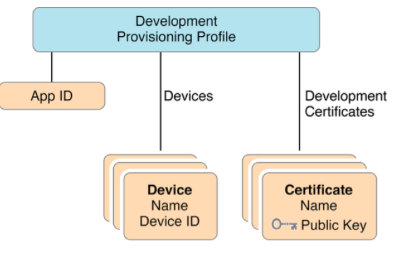 Development
Provisioning Profile
App ID
Devices
Development
Certificates
Device
Name
Device ID
Certificate
Name
Public Key